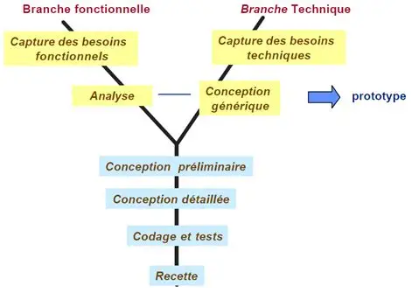 Branche fonctionnelle
Branche Technique
Capture des besoins
fonctionnels
Capture des besoins
techniques
Analyse
Conception
générique
prototype
Conception préliminaire
Conception détaillée
Codage et tests
Recette